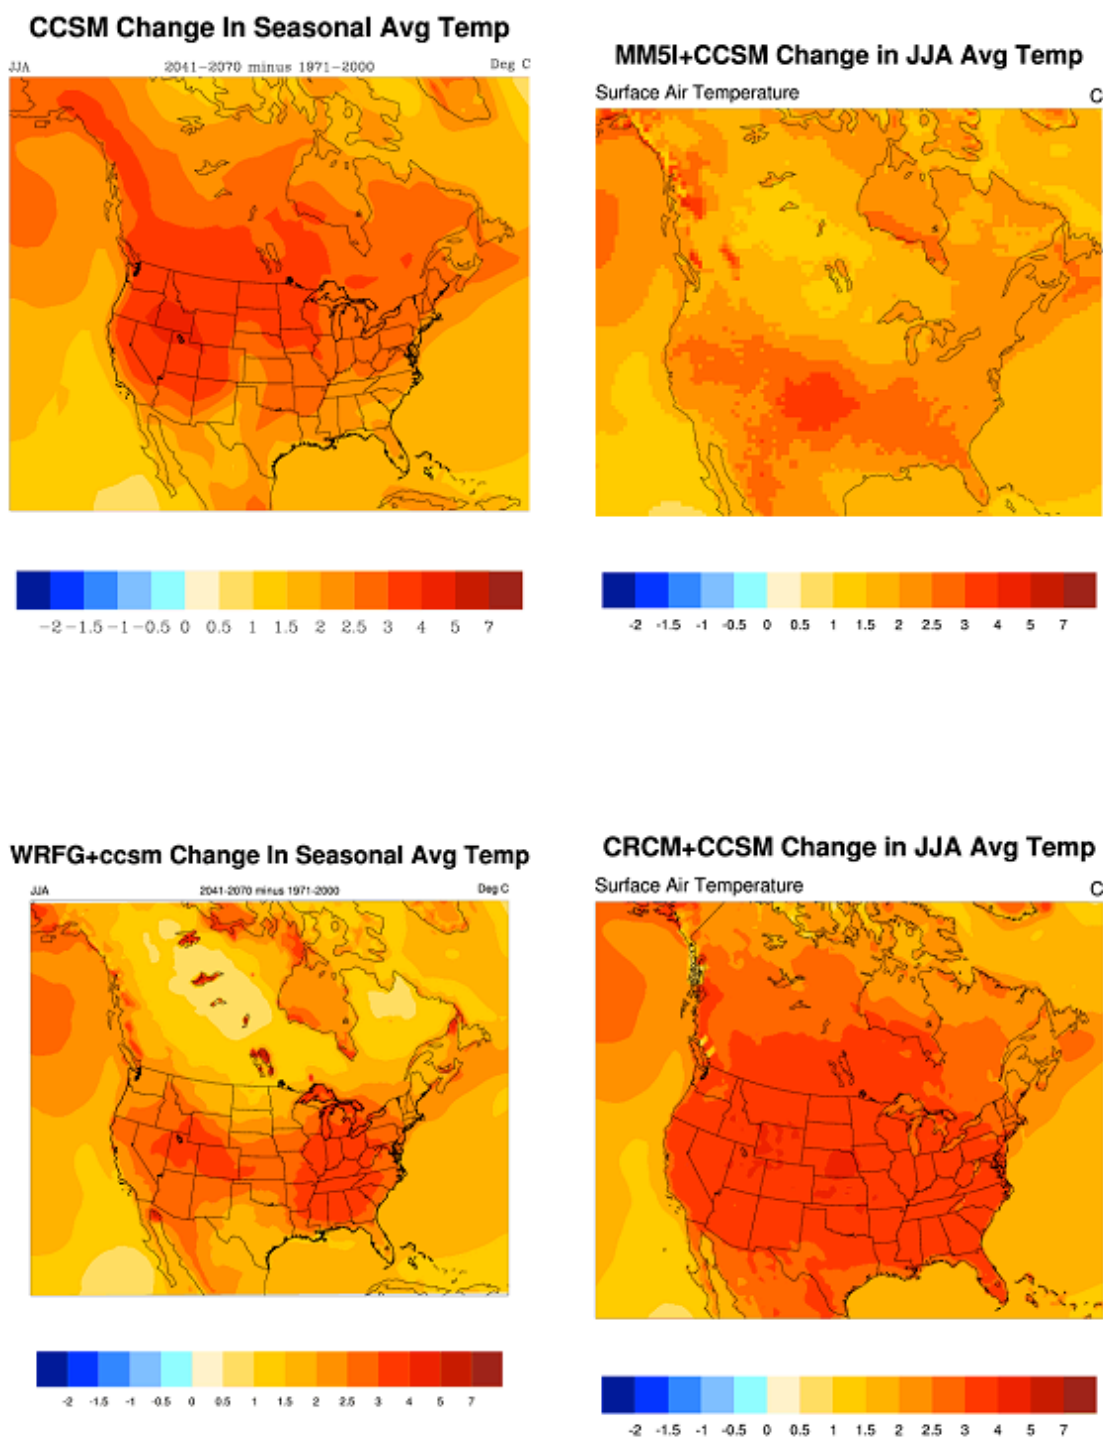 CCSM Change In Seasonal Avg Temp
JJA 2041-2070 minus 1971-2000 Deg C
-2 -1.5 -1 -0.5 0 0.5 1 1.5 2 2.5 3 4 5 7
MM5I+CCSM Change in JJA Avg Temp
Surface Air Temperature C
-2 -1.5 -1 -0.5 0 0.5 1 1.5 2 2.5 3 4 5 7
WRFG+ccsm Change In Seasonal Avg Temp
JJA 2041-2070 minus 1971-2000 Deg C
-2 -1.5 -1 -0.5 0 0.5 1 1.5 2 2.5 3 4 5 7
CRCM+CCSM Change in JJA Avg Temp
Surface Air Temperature C
-2 -1.5 -1 -0.5 0 0.5 1 1.5 2 2.5 3 4 5 7